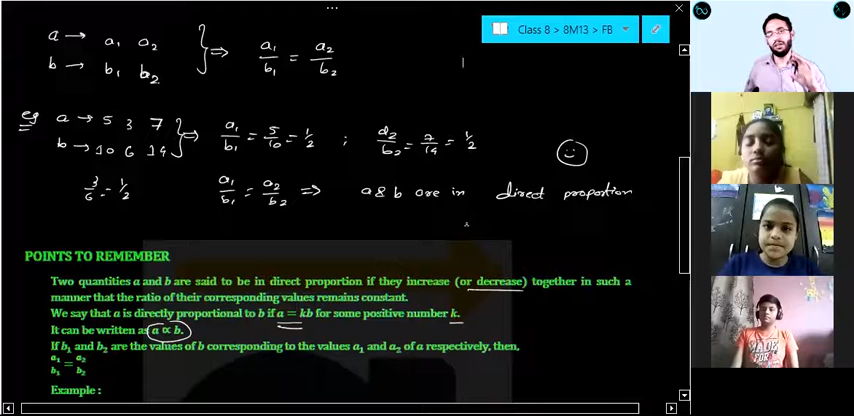 ...
Class 8 > 8M13 > FB
a → a₁ a₂
b → b₁ b₂
} ⇒ a₁/b₁ = a₂/b₂
eg a → 5 3 7
b → 10 6 14
} ⇒ a₁/b₁ = 5/10 = 1/2 ; a₂/b₂ = 7/14 = 1/2
3/6 = 1/2
a₁/b₁ = a₂/b₂ ⇒ a & b are in direct proportion
POINTS TO REMEMBER
Two quantities a and b are said to be in direct proportion if they increase (or decrease) together in such a
manner that the ratio of their corresponding values remains constant.
We say that a is directly proportional to b if a = kb for some positive number k.
It can be written as a ∝ b.
If b₁ and b₂ are the values of b corresponding to the values a₁ and a₂ of a respectively, then,
a₁/b₁ = a₂/b₂
Example :